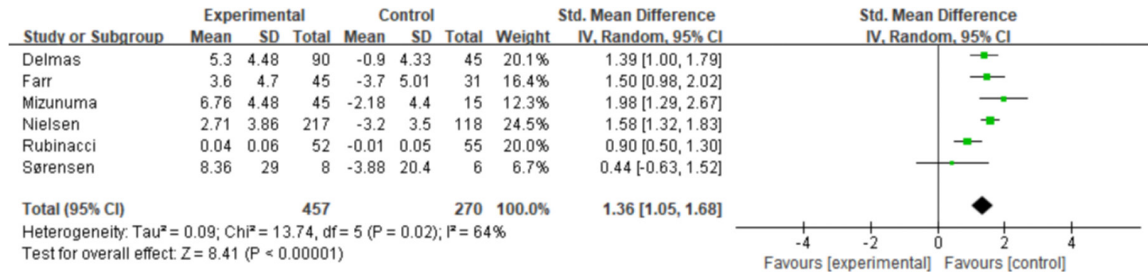 Experimental Control Std. Mean Difference Std. Mean Difference
Study or Subgroup Mean SD Total Mean SD Total Weight IV, Random, 95% CI IV, Random, 95% CI
Delmas 5.3 4.48 90 -0.9 4.33 45 20.1% 1.39 [1.00, 1.79]
Farr 3.6 4.7 45 -3.7 5.01 31 16.4% 1.50 [0.98, 2.02]
Mizunuma 6.76 4.48 45 -2.18 4.4 15 12.3% 1.98 [1.29, 2.67]
Nielsen 2.71 3.86 217 -3.2 3.5 118 24.5% 1.58 [1.32, 1.83]
Rubinacci 0.04 0.06 52 -0.01 0.05 55 20.0% 0.90 [0.50, 1.30]
Sørensen 8.36 29 8 -3.88 20.4 6 6.7% 0.44 [-0.63, 1.52]
Total (95% CI) 457 270 100.0% 1.36 [1.05, 1.68]
Heterogeneity: Tau² = 0.09; Chi² = 13.74, df = 5 (P = 0.02); I² = 64%
Test for overall effect: Z = 8.41 (P < 0.00001)
-4 -2 0 2 4
Favours [experimental] Favours [control]